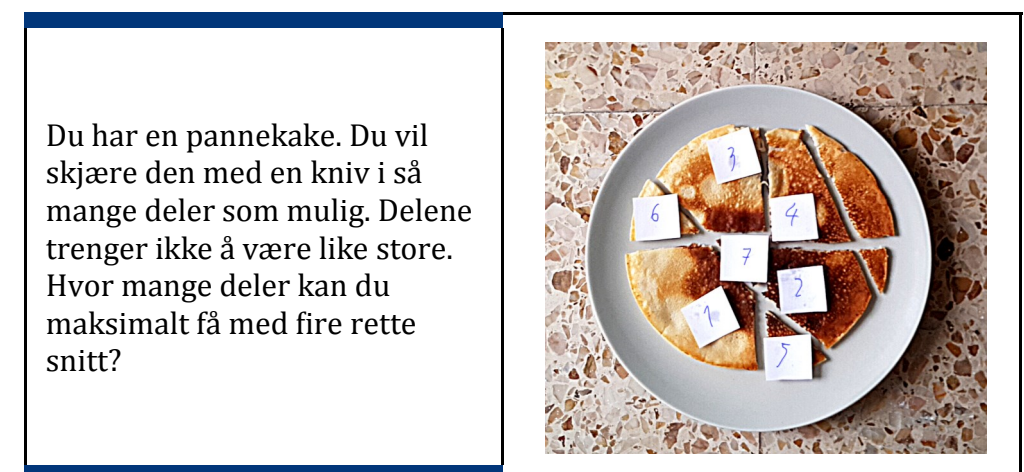 Du har en pannekake. Du vil
skjære den med en kniv i så
mange deler som mulig. Delene
trenger ikke å være like store.
Hvor mange deler kan du
maksimalt få med fire rette
snitt?
3
6
4
7
2
1
5